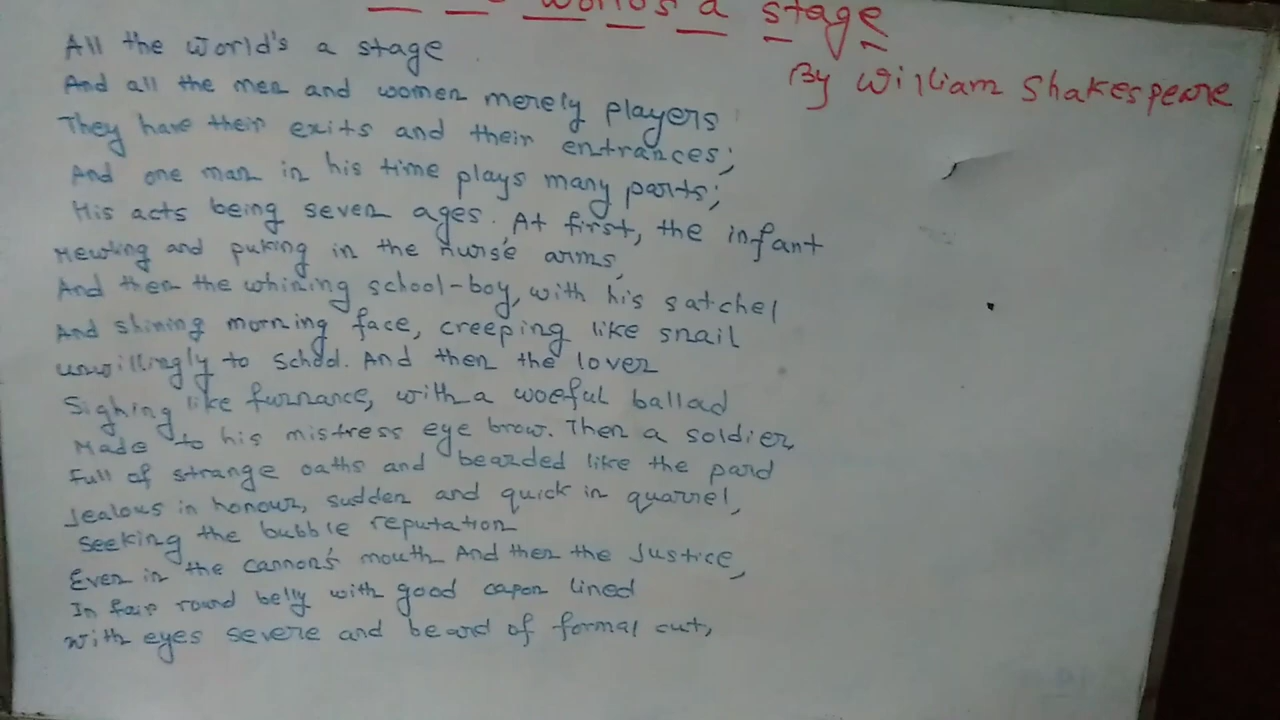 world's a stage
By William Shakespeare
All the world's a stage
And all the men and women merely players
They have their exits and their entrances;
And one man in his time plays many parts;
His acts being seven ages. At first, the infant
Mewling and puking in the nurse's arms,
And then the whining school-boy, with his satchel
And shining morning face, creeping like snail
unwillingly to school. And then the lover
Sighing like furnance, with a woeful ballad
Made to his mistress eye brow. Then a soldier,
Full of strange oaths and bearded like the pard
Jealous in honour, sudden and quick in quarrel,
Seeking the bubble reputation
Even in the cannon's mouth And then the Justice,
In fair round belly with good capon lined
With eyes severe and beard of formal cut,